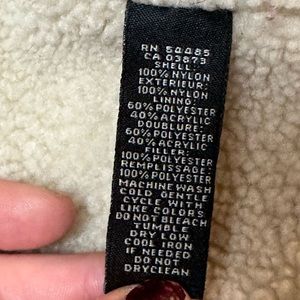 RN 54485
CA 03873
SHELL:
100% NYLON
EXTERIEUR:
100% NYLON
LINING:
60% POLYESTER
40% ACRYLIC
DOUBLURE:
60% POLYESTER
40% ACRYLIC
FILLER:
100% POLYESTER
REMPLISSAGE:
100% POLYESTER
MACHINE WASH
COLD GENTLE
CYCLE WITH
LIKE COLORS
DO NOT BLEACH
TUMBLE
DRY LOW
COOL IRON
IF NEEDED
DO NOT
DRYCLEAN